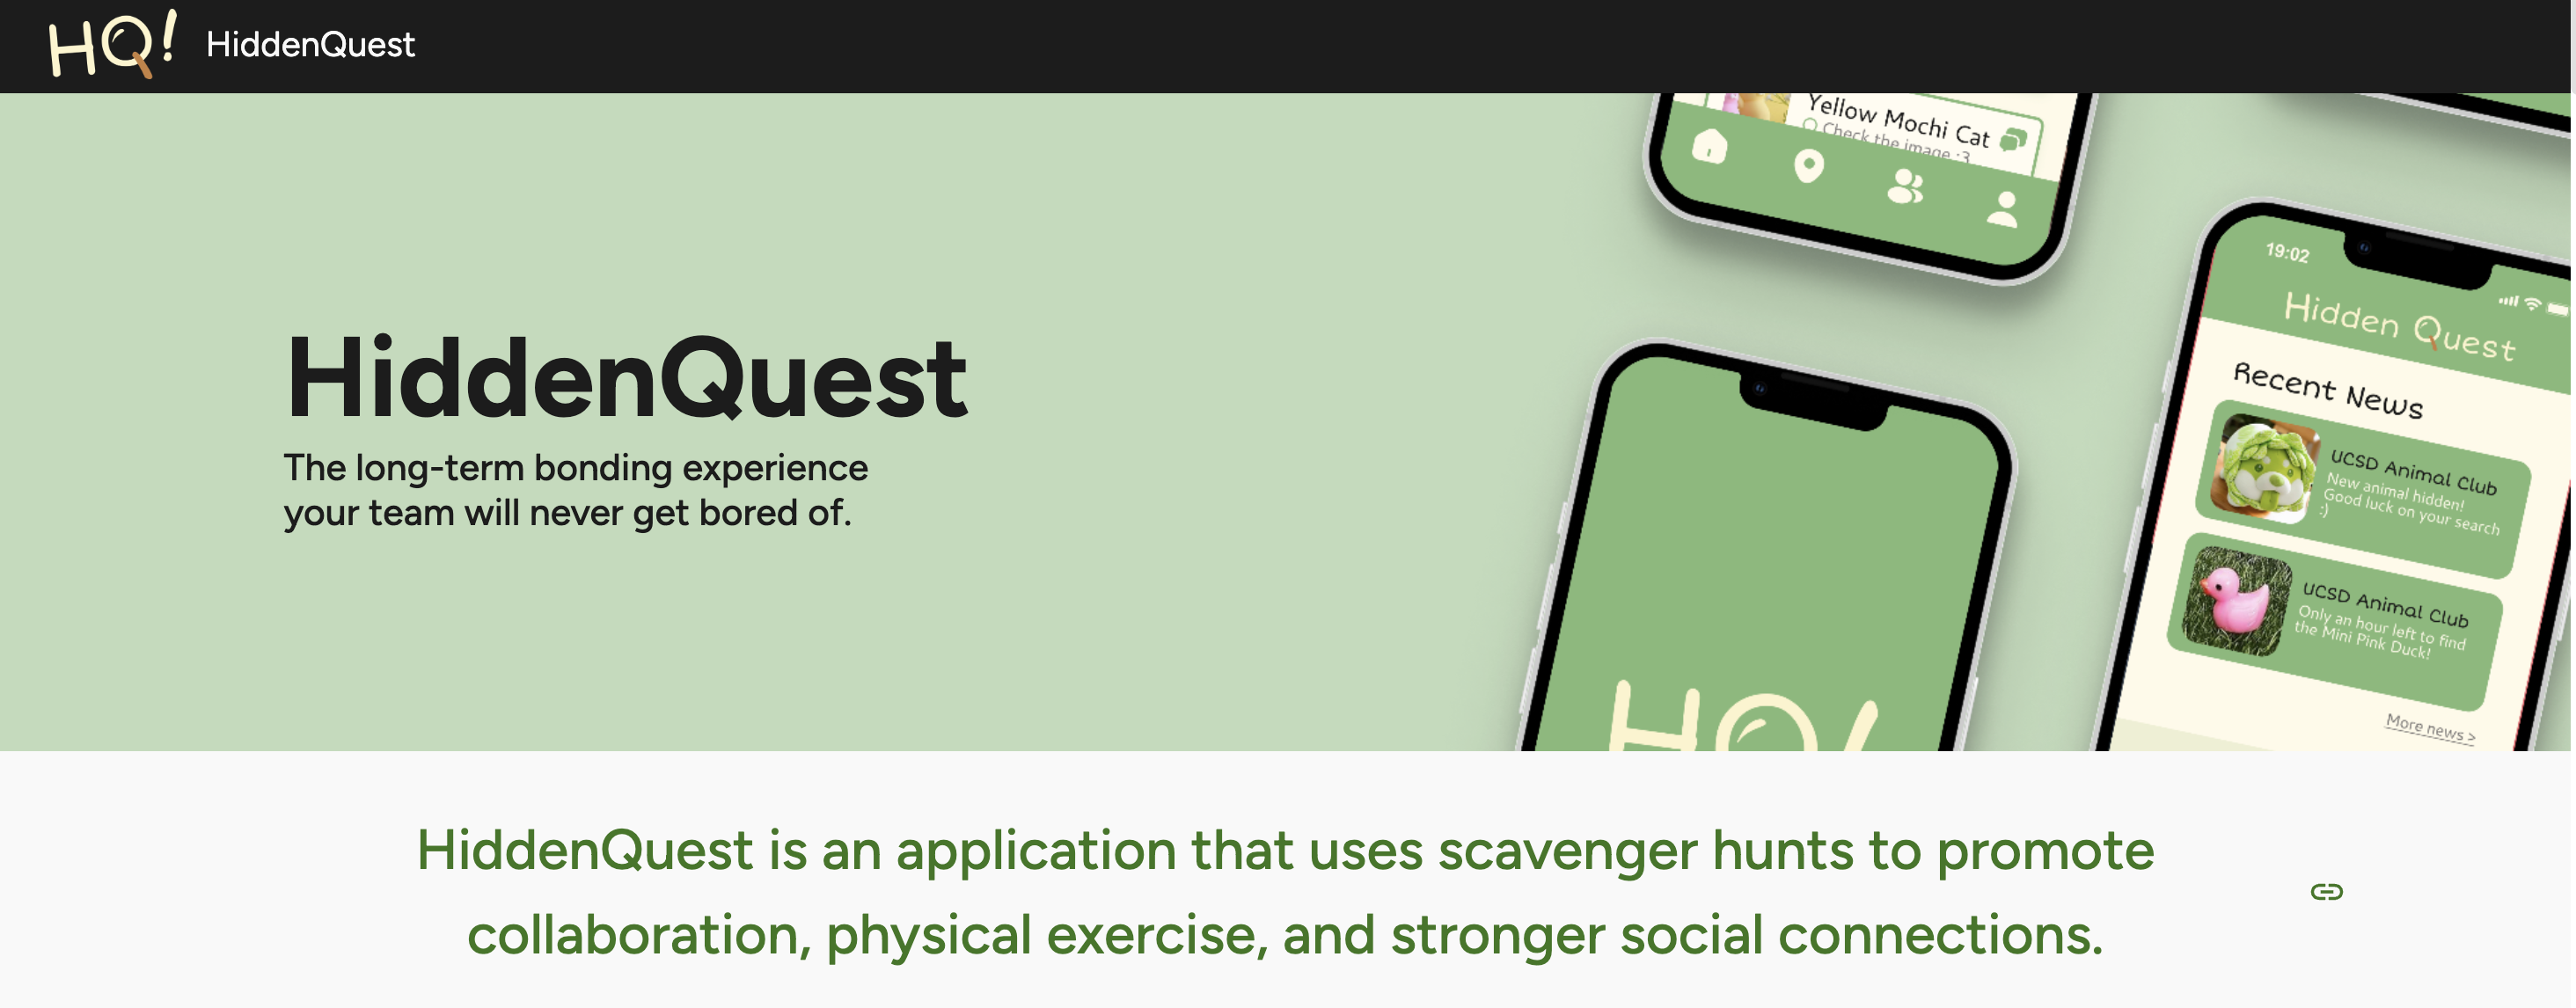 HQ! HiddenQuest
Yellow Mochi Cat
Check the image :3
HiddenQuest
The long-term bonding experience
your team will never get bored of.
HQ!
19:02
Hidden Quest
Recent News
UCSD Animal Club
New animal hidden!
Good luck on your search
:)
UCSD Animal Club
Only an hour left to find
the Mini Pink Duck!
More news >
HiddenQuest is an application that uses scavenger hunts to promote
collaboration, physical exercise, and stronger social connections.